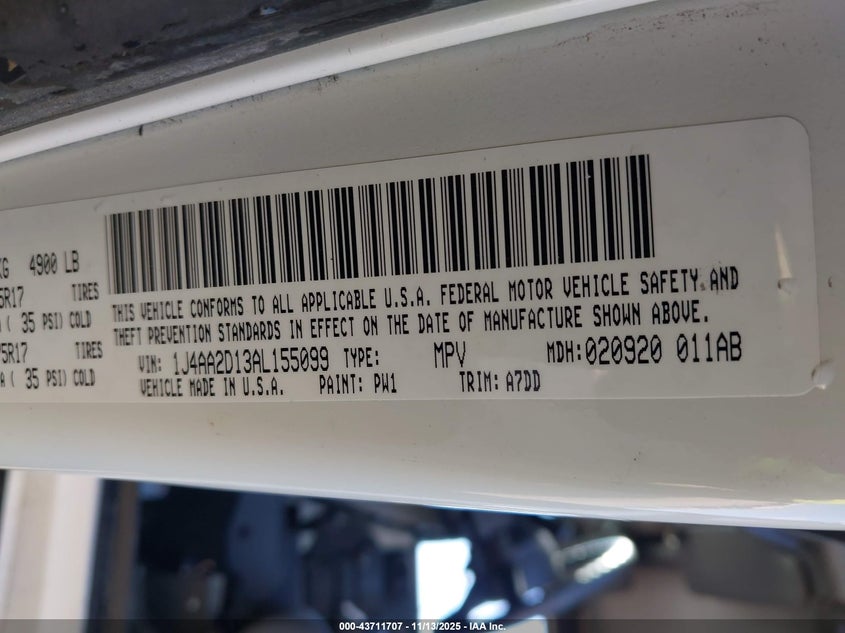 KG 4900 LB
5R17 TIRES
( 35 PSI) COLD
5R17 TIRES
A ( 35 PSI) COLD
THIS VEHICLE CONFORMS TO ALL APPLICABLE U.S.A. FEDERAL MOTOR VEHICLE SAFETY AND
THEFT PREVENTION STANDARDS IN EFFECT ON THE DATE OF MANUFACTURE SHOWN ABOVE.
VIN: 1J4AA2D13AL155099 TYPE: MPV MDH: 020920 011AB
VEHICLE MADE IN U.S.A. PAINT: PW1 TRIM: A7DD
000-43711707 - 11/13/2025 - IAA Inc.